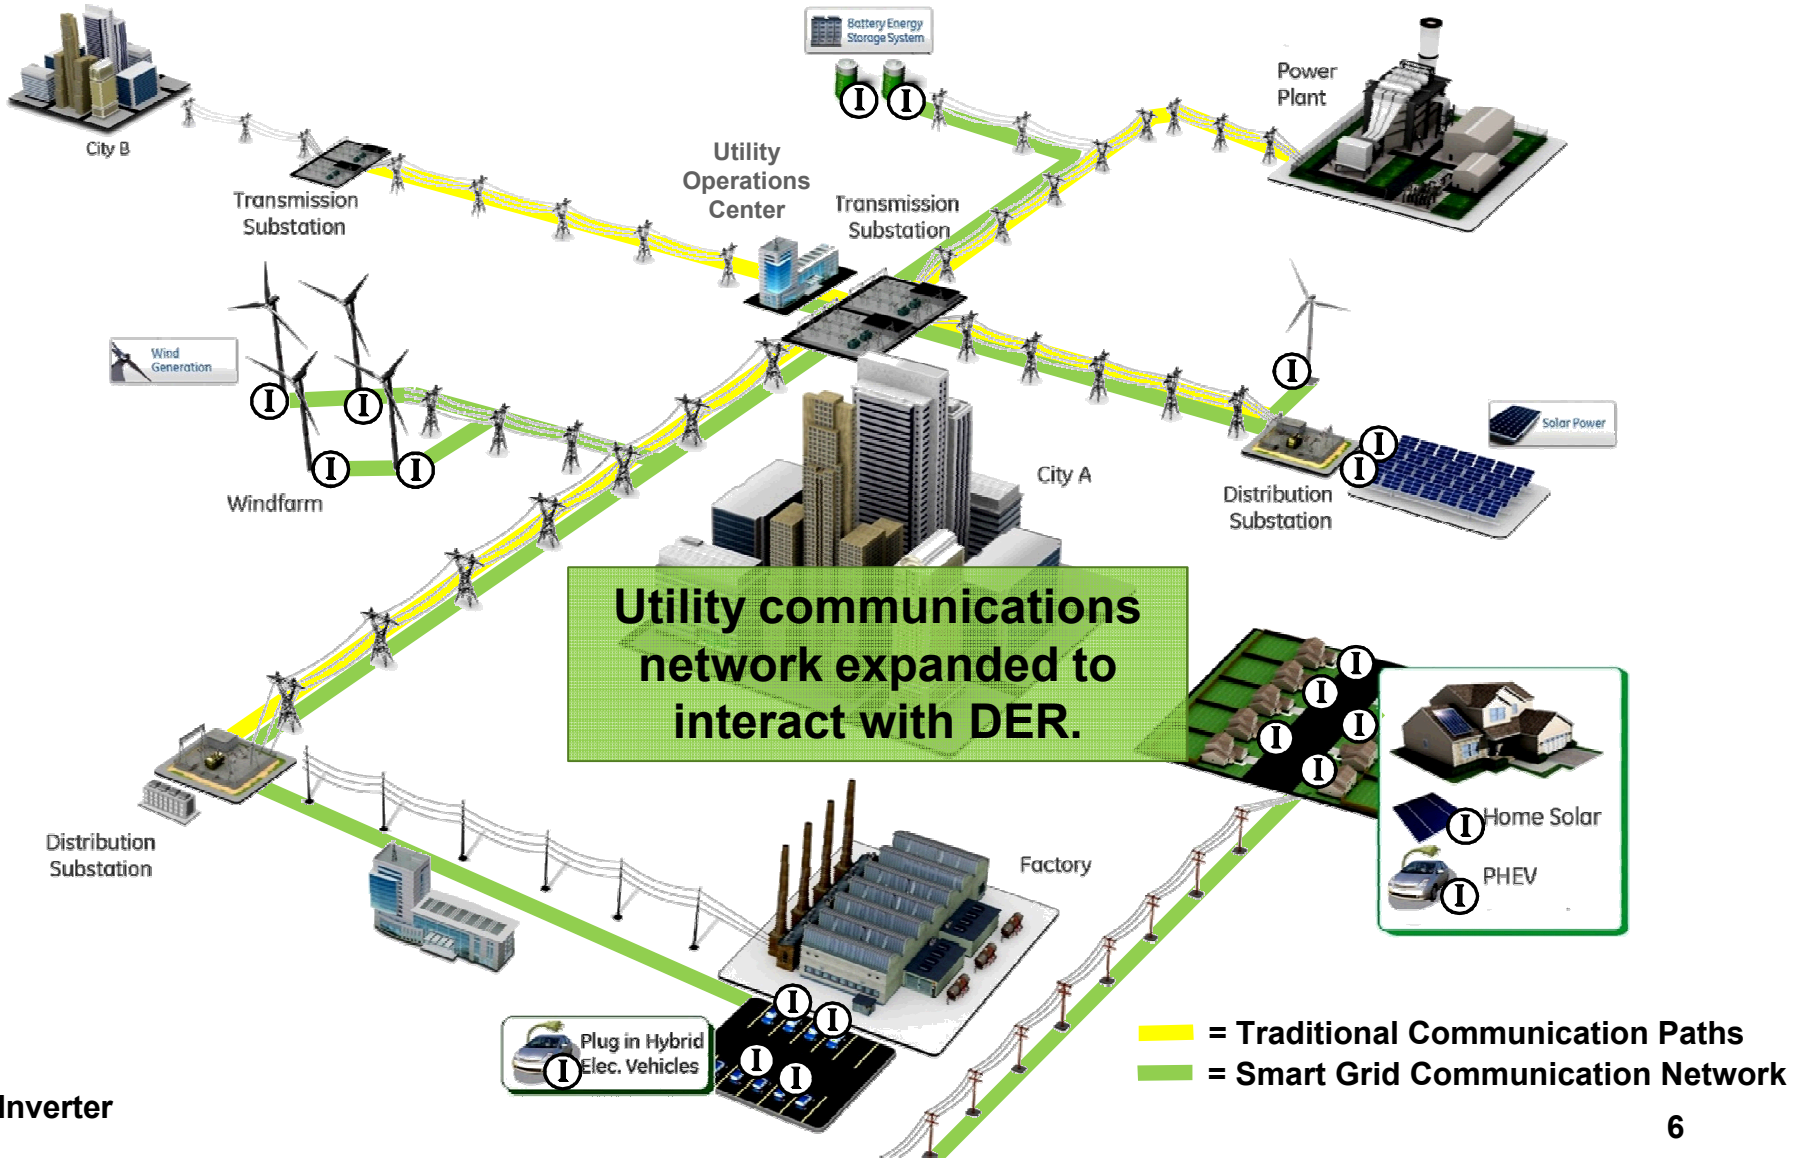 Battery Energy
Storage System
I
I
Power
Plant
City B
Utility
Operations
Center
Transmission
Substation
Transmission
Substation
Wind
Generation
I
I
I
I
Windfarm
I
Solar Power
I
I
Distribution
Substation
City A
Utility communications
network expanded to
interact with DER.
I
I
I
I
I
Home Solar
I
PHEV
I
Distribution
Substation
Factory
I
I
I
I
Plug in Hybrid
Elec. Vehicles
I
= Traditional Communication Paths
= Smart Grid Communication Network
Inverter
6